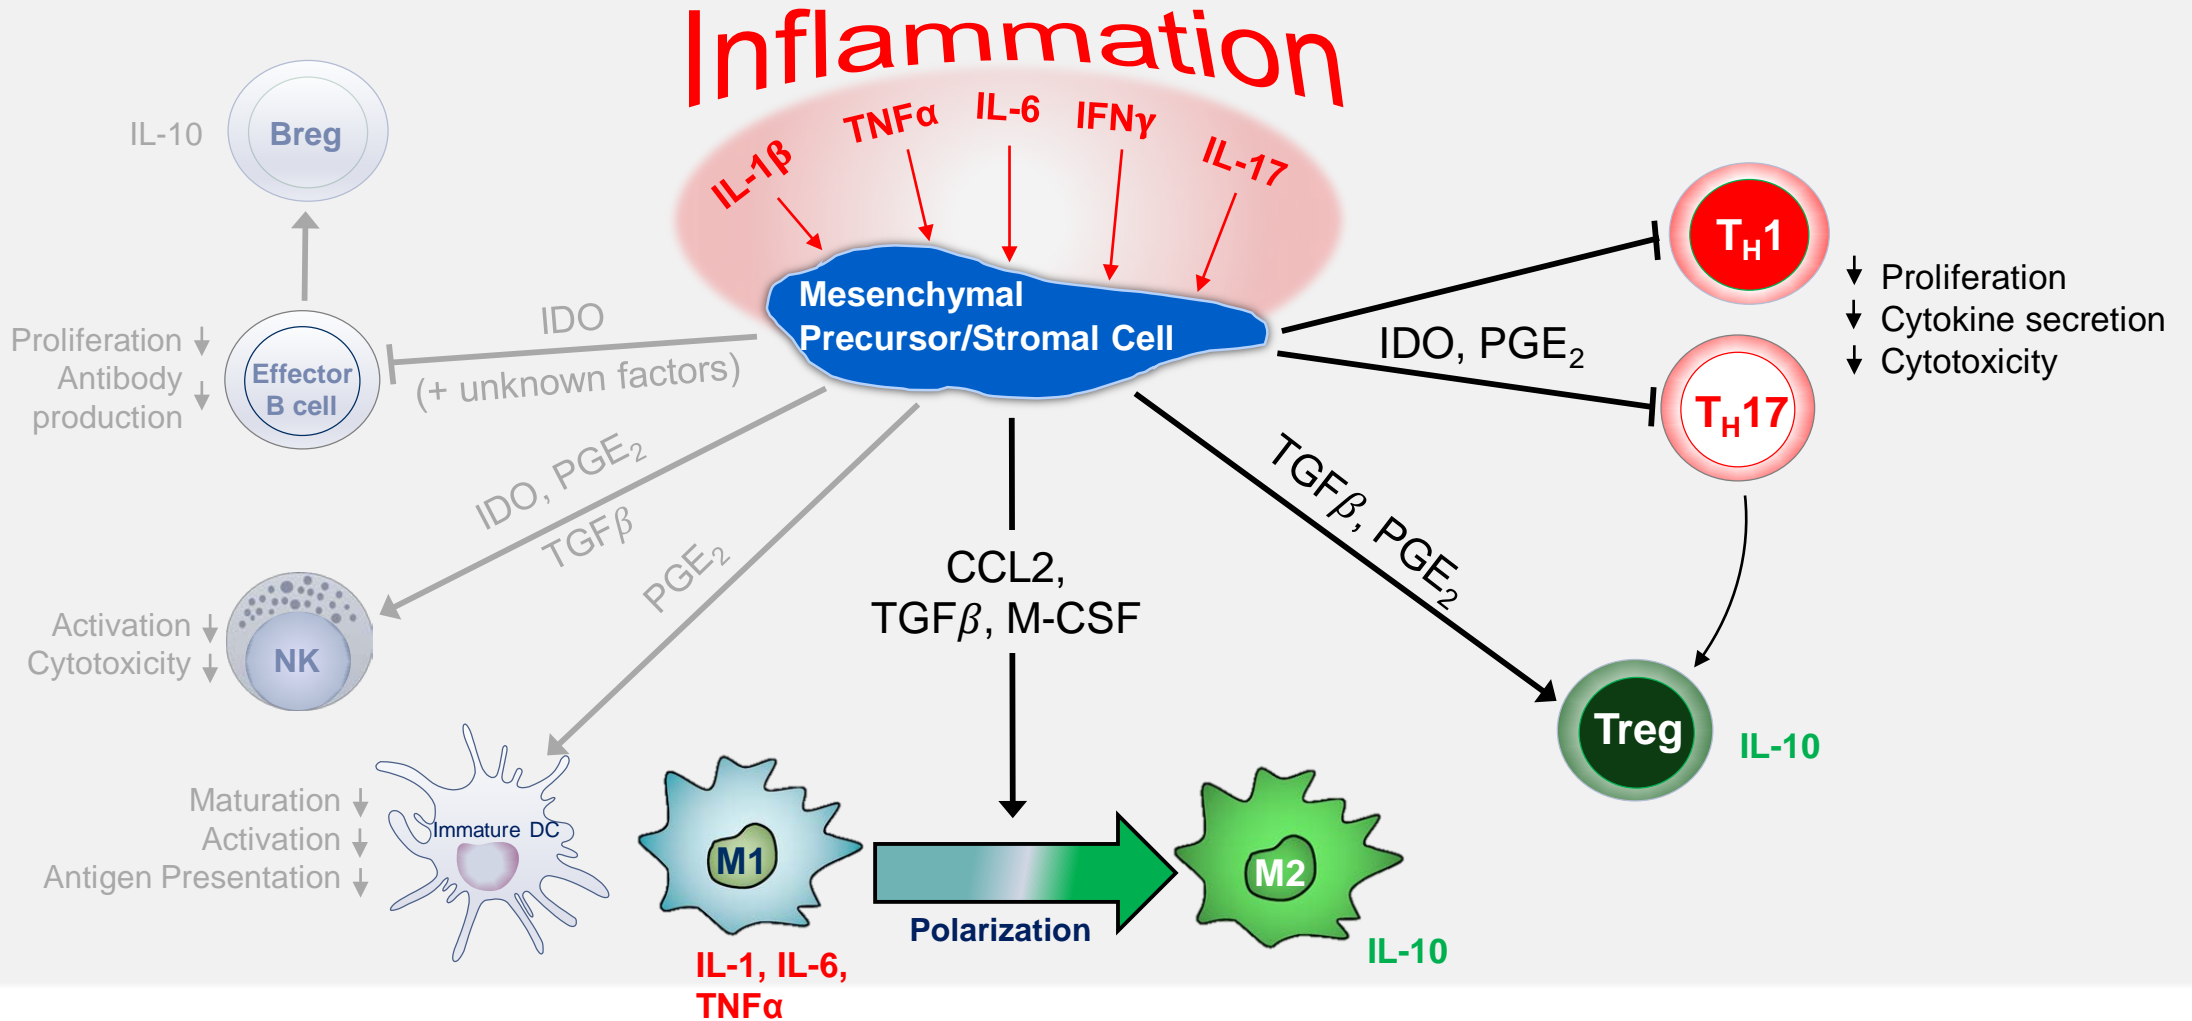 Inflammation
IL-1β
TNFα
IL-6
IFNγ
IL-17
Mesenchymal
Precursor/Stromal Cell
IL-10
Breg
Proliferation ↓
Antibody ↓
production
Effector
B cell
IDO
(+ unknown factors)
IDO, PGE₂
TGFβ
Activation ↓
Cytotoxicity ↓
NK
PGE₂
Maturation ↓
Activation ↓
Antigen Presentation ↓
Immature DC
CCL2,
TGFβ, M-CSF
M1
IL-1, IL-6,
TNFα
Polarization
M2
IL-10
TGFβ, PGE₂
Treg
IL-10
IDO, PGE₂
T_H1
T_H17
↓ Proliferation
↓ Cytokine secretion
↓ Cytotoxicity